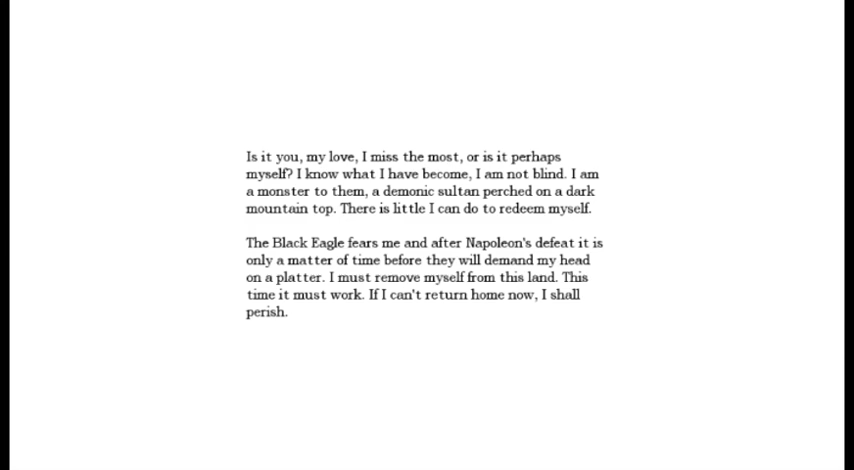 Is it you, my love, I miss the most, or is it perhaps
myself? I know what I have become, I am not blind. I am
a monster to them, a demonic sultan perched on a dark
mountain top. There is little I can do to redeem myself.
The Black Eagle fears me and after Napoleon's defeat it is
only a matter of time before they will demand my head
on a platter. I must remove myself from this land. This
time it must work. If I can't return home now, I shall
perish.